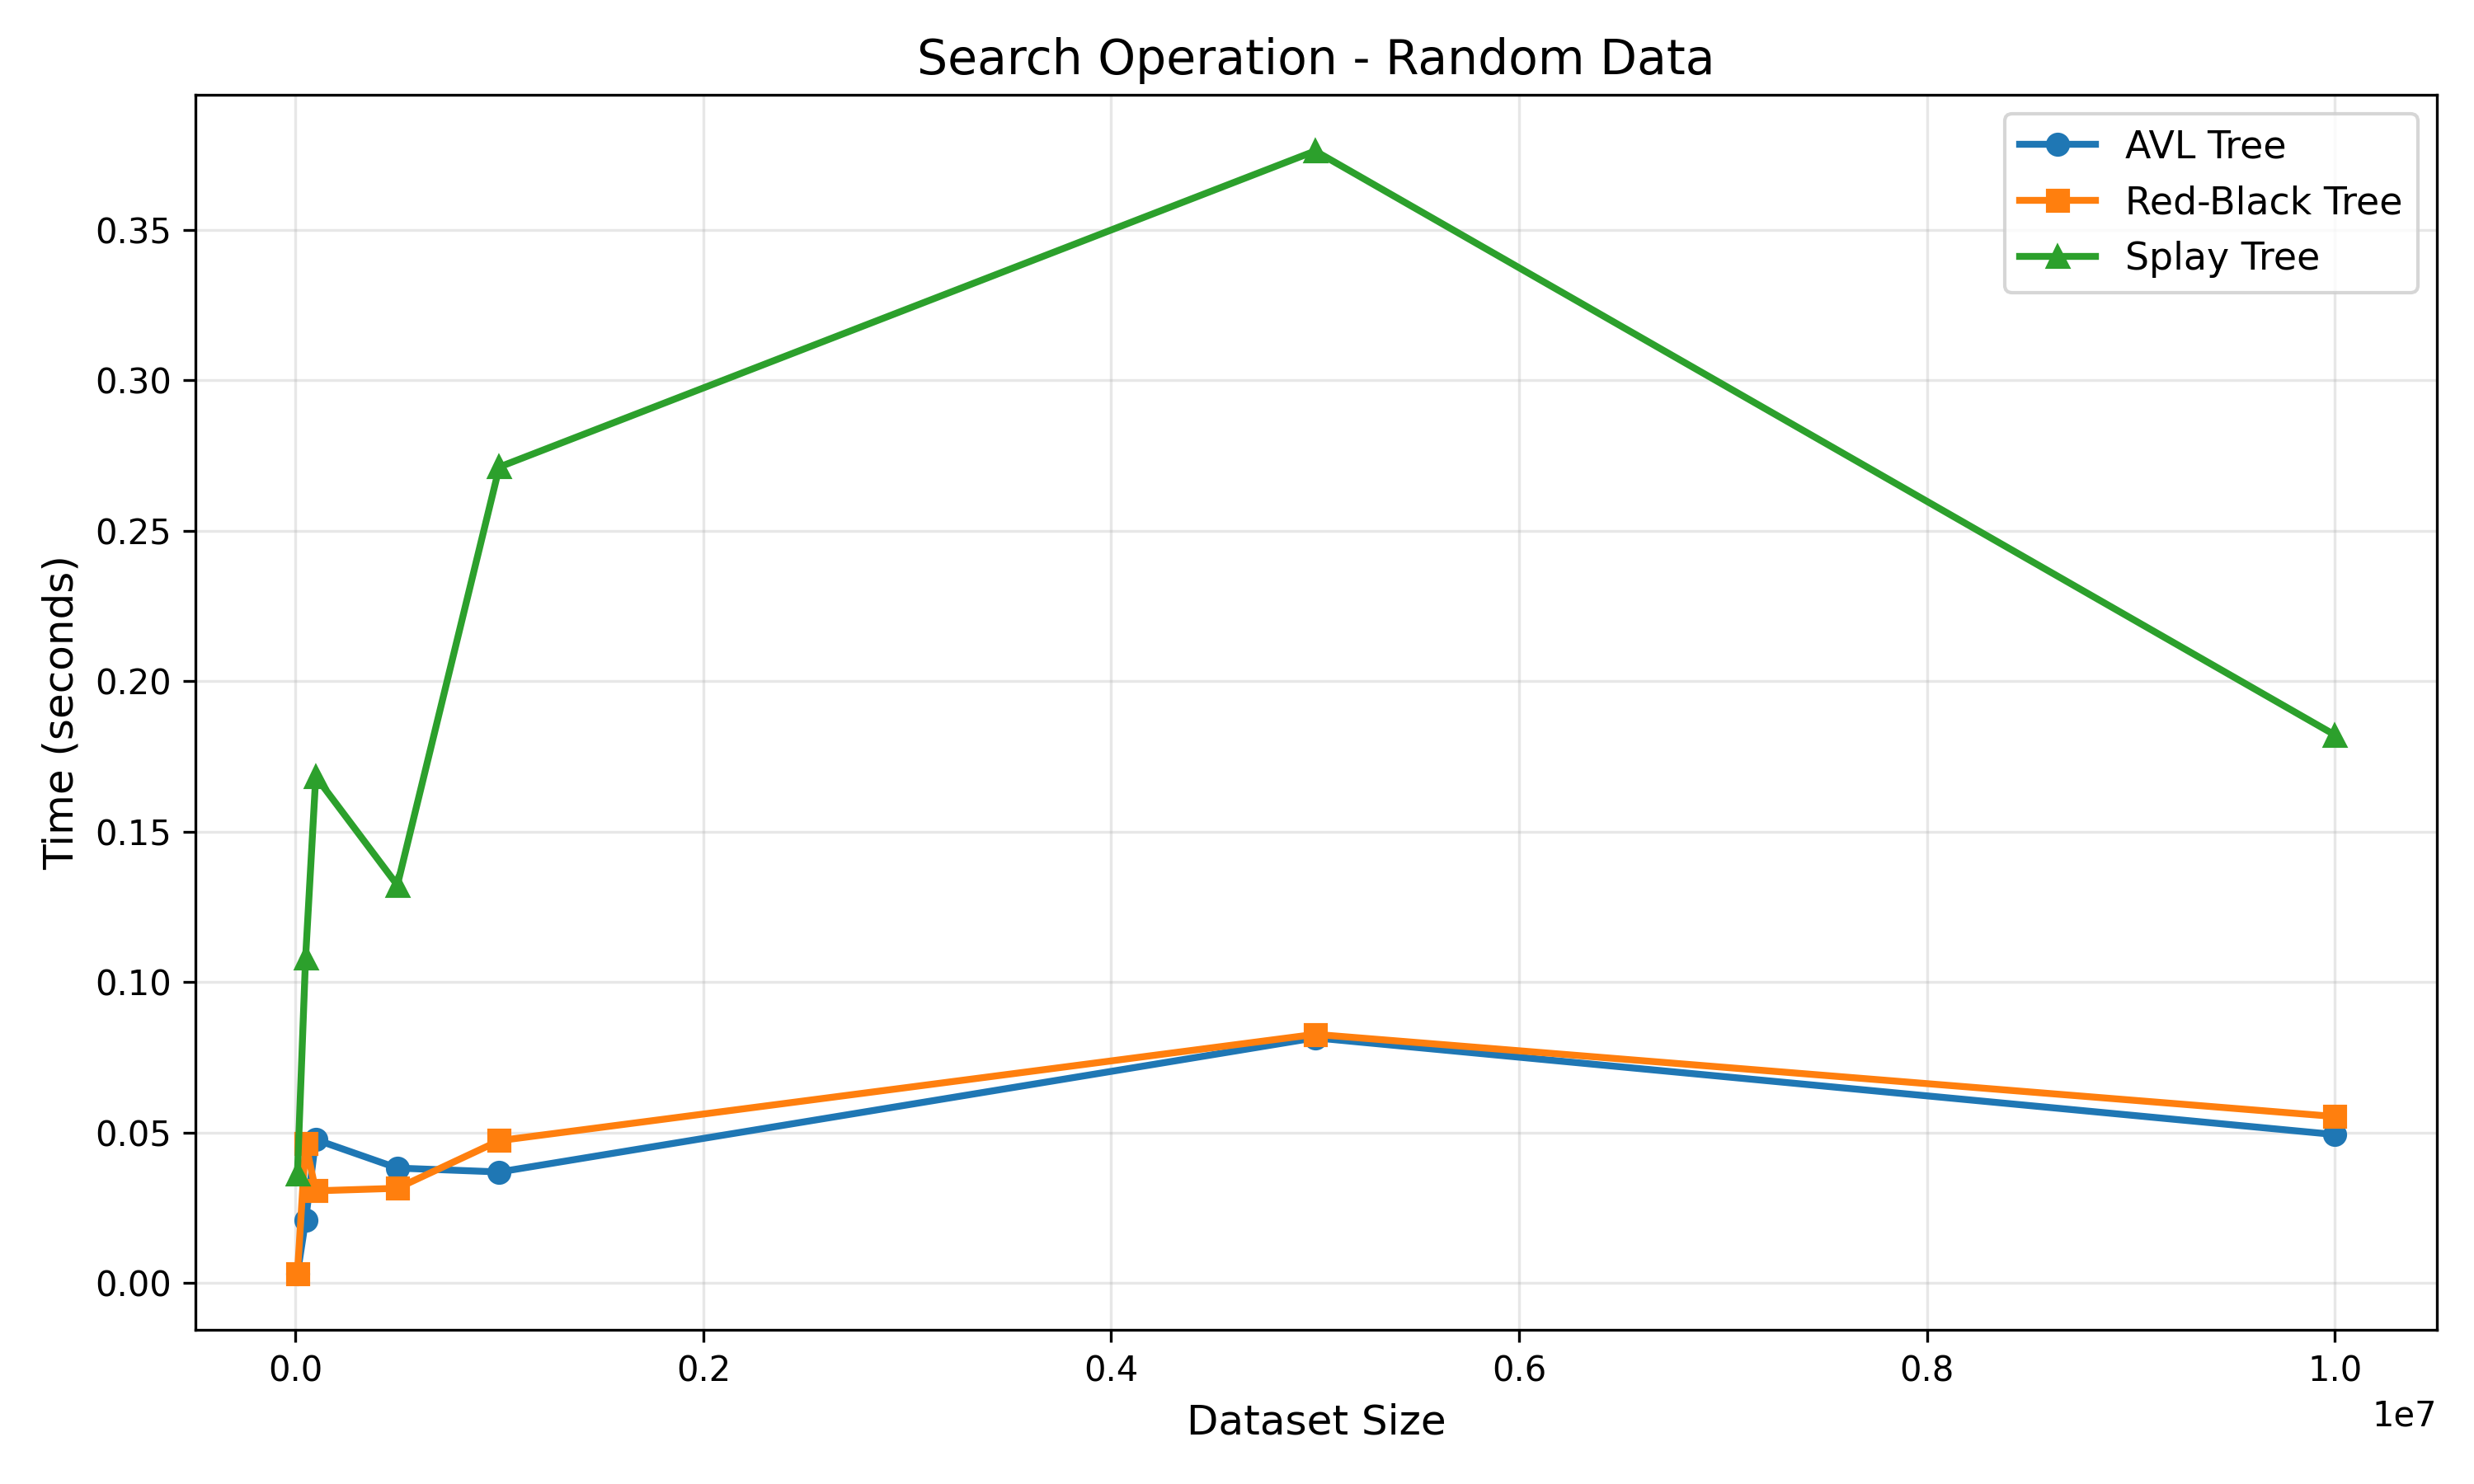 Search Operation - Random Data
AVL Tree
Red-Black Tree
Splay Tree
Time (seconds)
0.35
0.30
0.25
0.20
0.15
0.10
0.05
0.00
0.0 0.2 0.4 0.6 0.8 1.0
1e7
Dataset Size